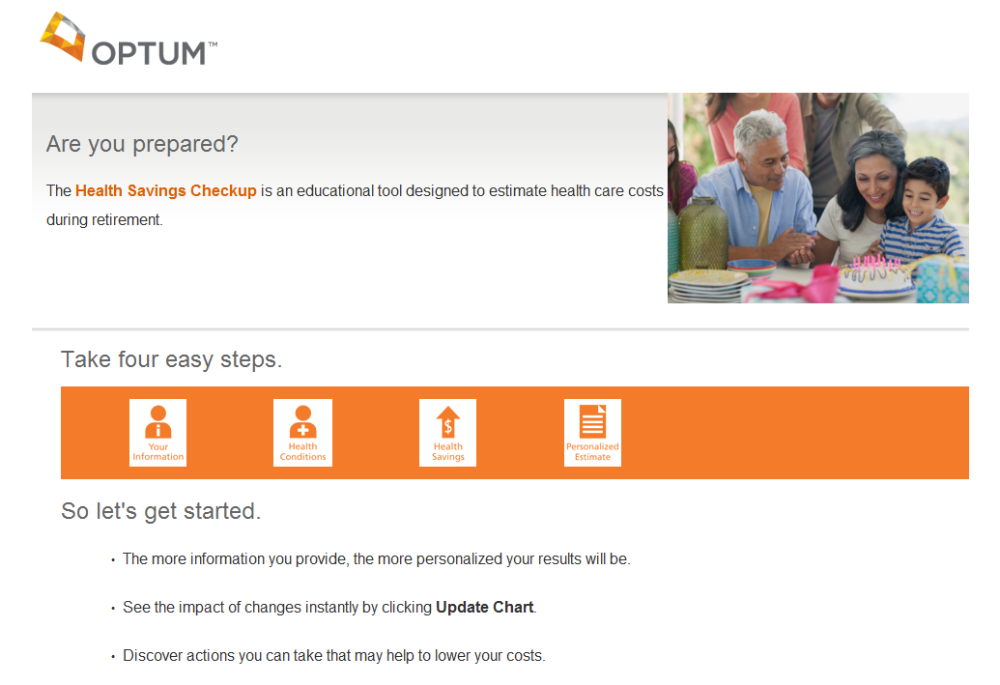 OPTUM™
Are you prepared?
The Health Savings Checkup is an educational tool designed to estimate health care costs
during retirement.
Take four easy steps.
Your
Information
Health
Conditions
$
Health
Savings
Personalized
Estimate
So let's get started.
• The more information you provide, the more personalized your results will be.
• See the impact of changes instantly by clicking Update Chart.
• Discover actions you can take that may help to lower your costs.